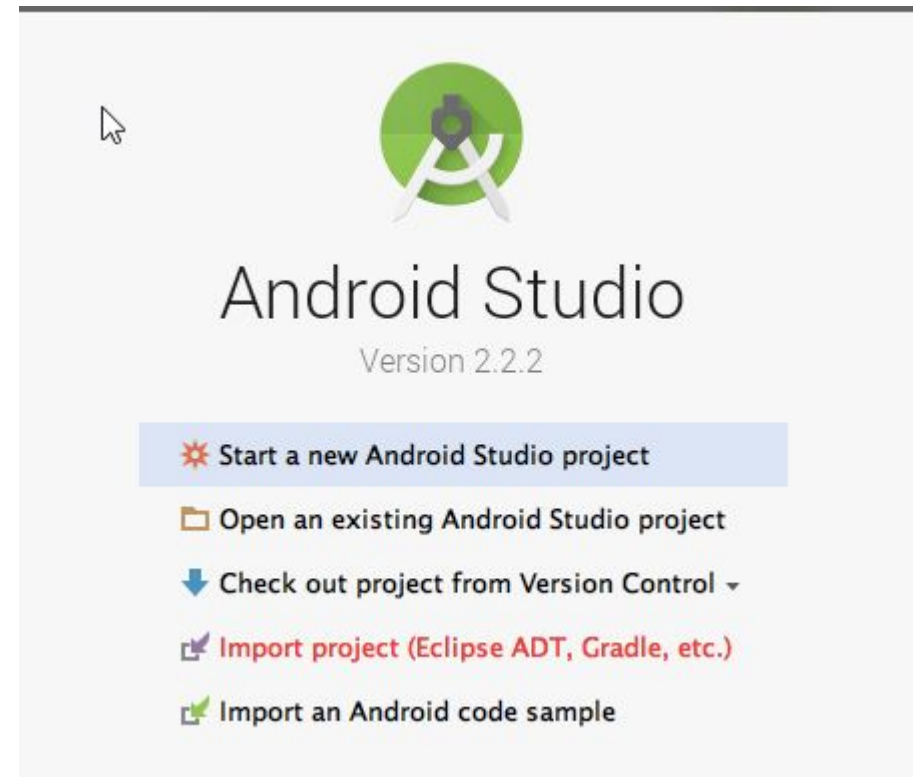 Android Studio
Version 2.2.2
Start a new Android Studio project
Open an existing Android Studio project
Check out project from Version Control
Import project (Eclipse ADT, Gradle, etc.)
Import an Android code sample